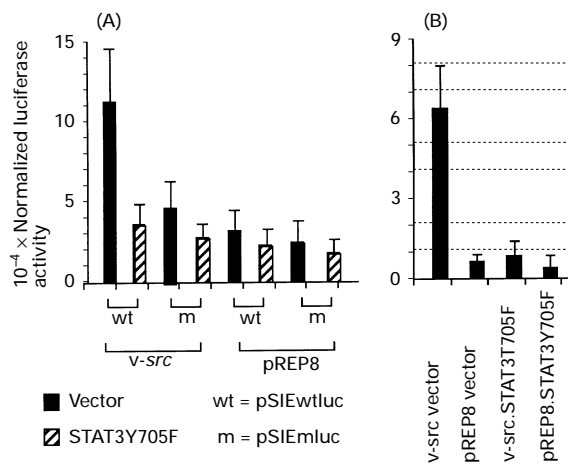 (A)
(B)
10⁻⁴ × Normalized luciferase
activity
15
10
5
0
wt
m
wt
m
v-src
pREP8
Vector
wt = pSIEwtluc
STAT3Y705F
m = pSIEmluc
9
6
3
0
v-src vector
pREP8 vector
v-src.STAT3T705F
pREP8.STAT3Y705F